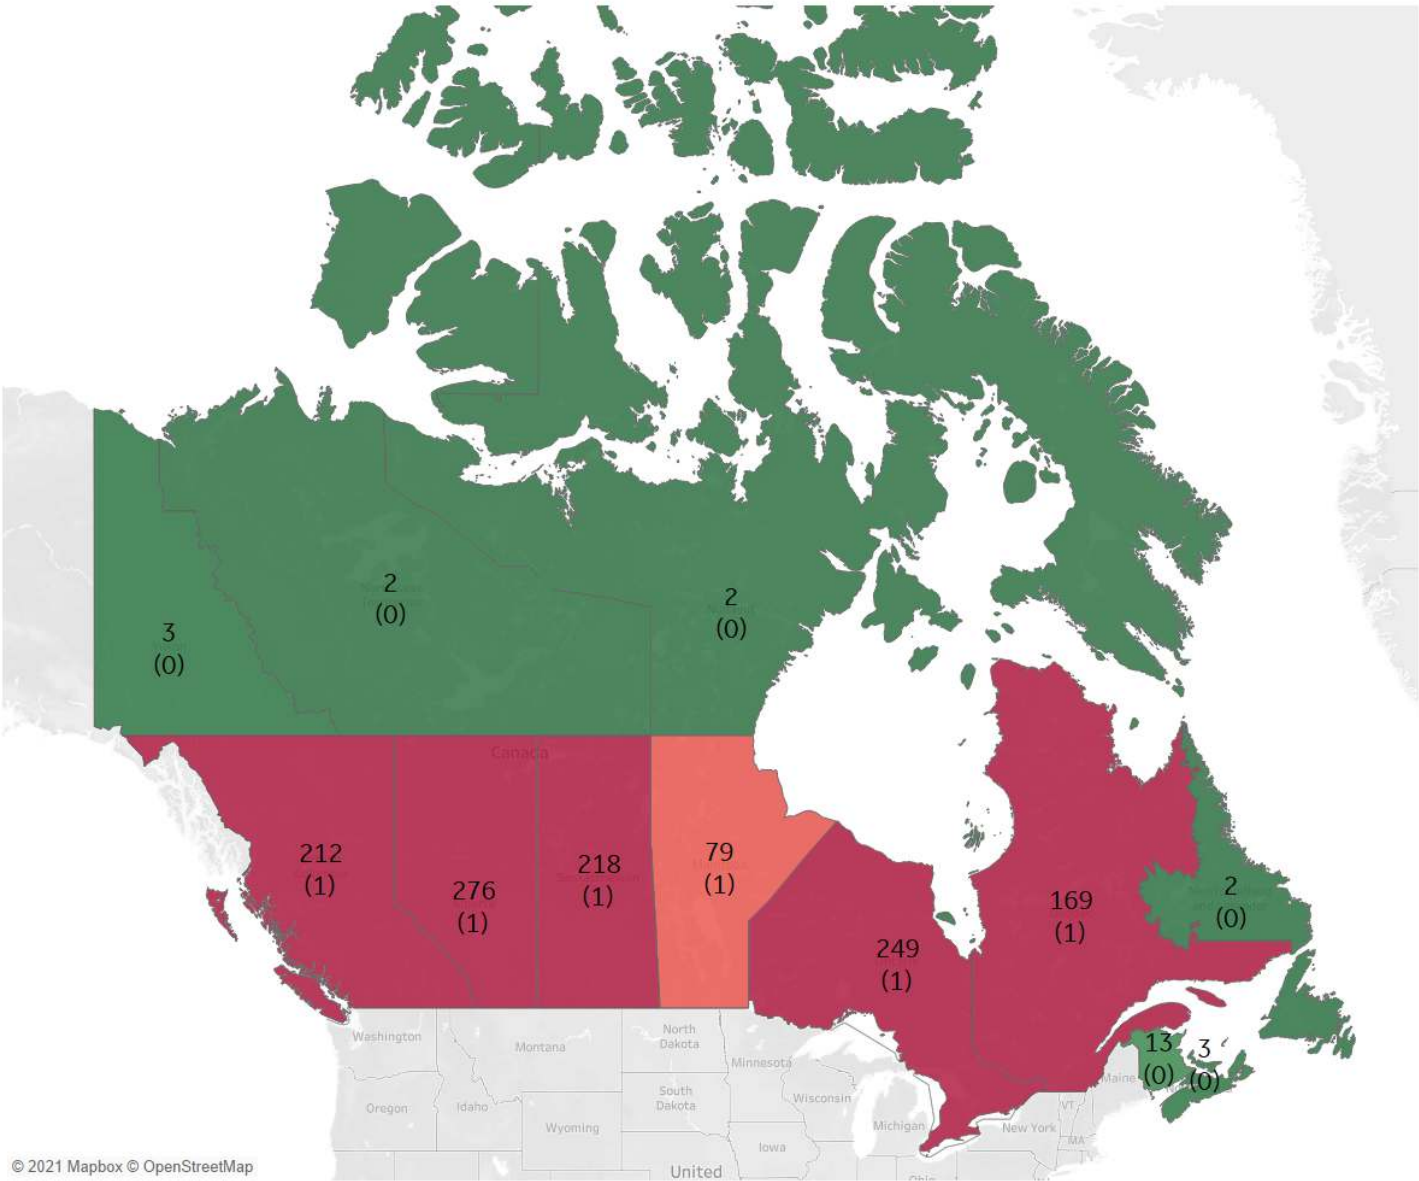 2
(0)
2
(0)
3
(0)
Canada
212
(1)
276
(1)
218
(1)
79
(1)
249
(1)
169
(1)
2
(0)
13
(0)
3
(0)
Washington
Montana
North
Dakota
Minnesota
Maine
Oregon
Idaho
South
Dakota
Wisconsin
Wyoming
Michigan
New York
VT
MA
Iowa
United
Ohio
© 2021 Mapbox © OpenStreetMap